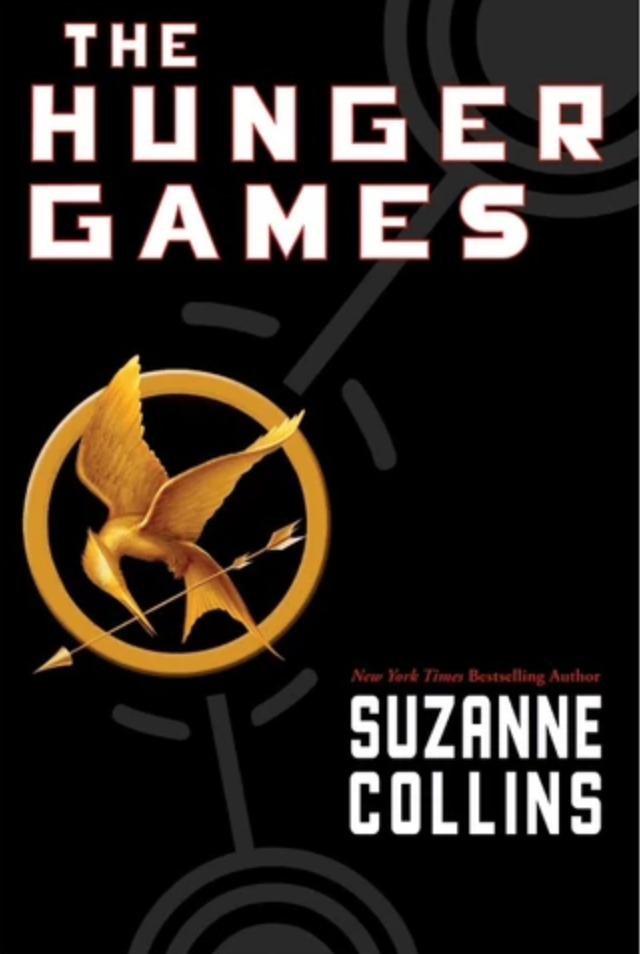 THE
HUNGER
GAMES
New York Times Bestselling Author
SUZANNE
COLLINS